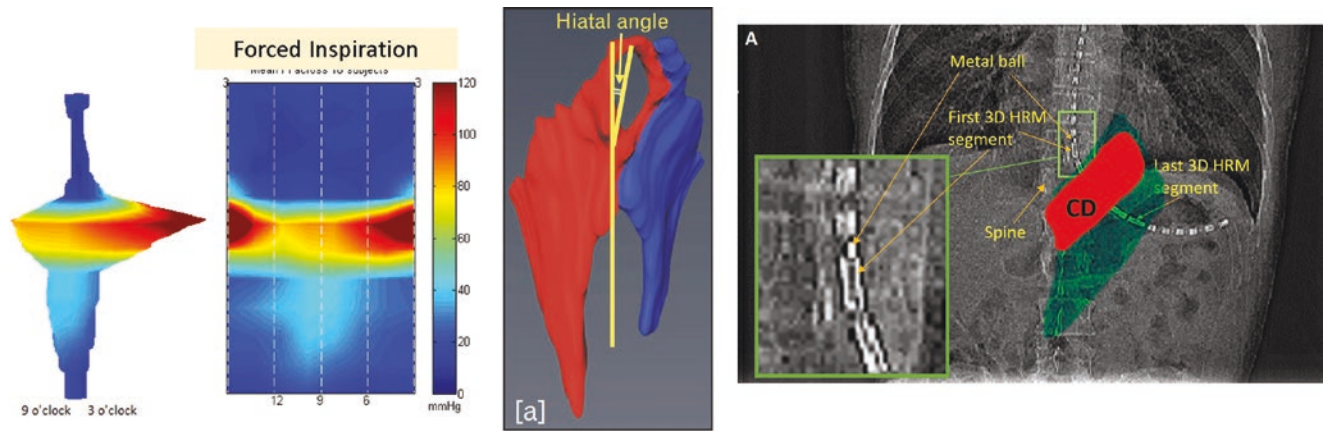 Forced Inspiration
Mean across subjects
3
3
120
100
80
60
40
20
0
mmHg
12
9
6
9 o'clock
3 o'clock
Hiatal angle
[a]
A
Metal ball
First 3D HRM
segment
Last 3D HRM
segment
CD
Spine